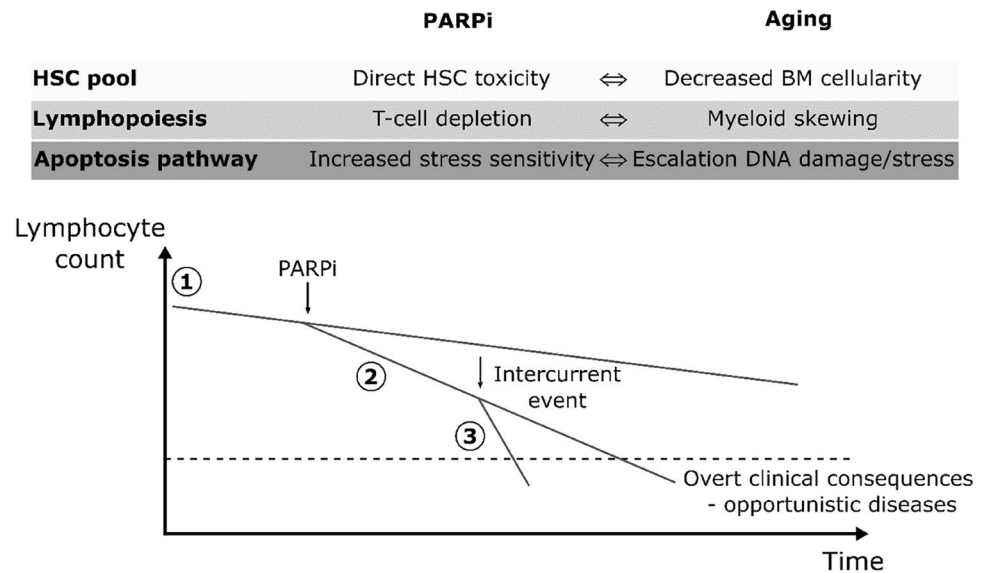 PARPi Aging
HSC pool Direct HSC toxicity ⇔ Decreased BM cellularity
Lymphopoiesis T-cell depletion ⇔ Myeloid skewing
Apoptosis pathway Increased stress sensitivity ⇔ Escalation DNA damage/stress
Lymphocyte
count
1
PARPi
2
Intercurrent
event
3
Overt clinical consequences
- opportunistic diseases
Time